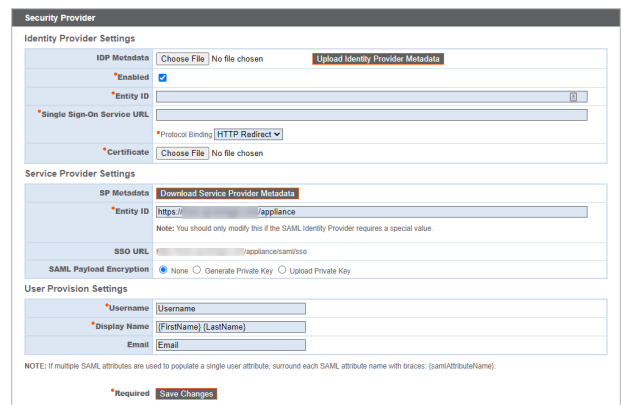 Security Provider
Identity Provider Settings
IDP Metadata Choose File No file chosen Upload Identity Provider Metadata
*Enabled
*Entity ID
*Single Sign-On Service URL
*Protocol Binding HTTP Redirect
*Certificate Choose File No file chosen
Service Provider Settings
SP Metadata Download Service Provider Metadata
*Entity ID https:// /appliance
Note: You should only modify this if the SAML Identity Provider requires a special value.
SSO URL /appliance/saml/sso
SAML Payload Encryption None Generate Private Key Upload Private Key
User Provision Settings
*Username Username
*Display Name {FirstName} {LastName}
Email Email
NOTE: If multiple SAML attributes are used to populate a single user attribute, surround each SAML attribute name with braces: {samlAttributeName}.
*Required Save Changes